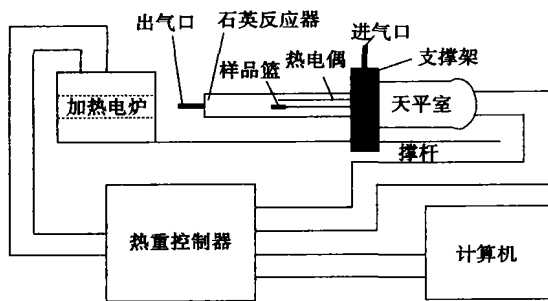 出气口
石英反应器
进气口
热电偶
支撑架
样品篮
加热电炉
天平室
撑杆
热重控制器
计算机